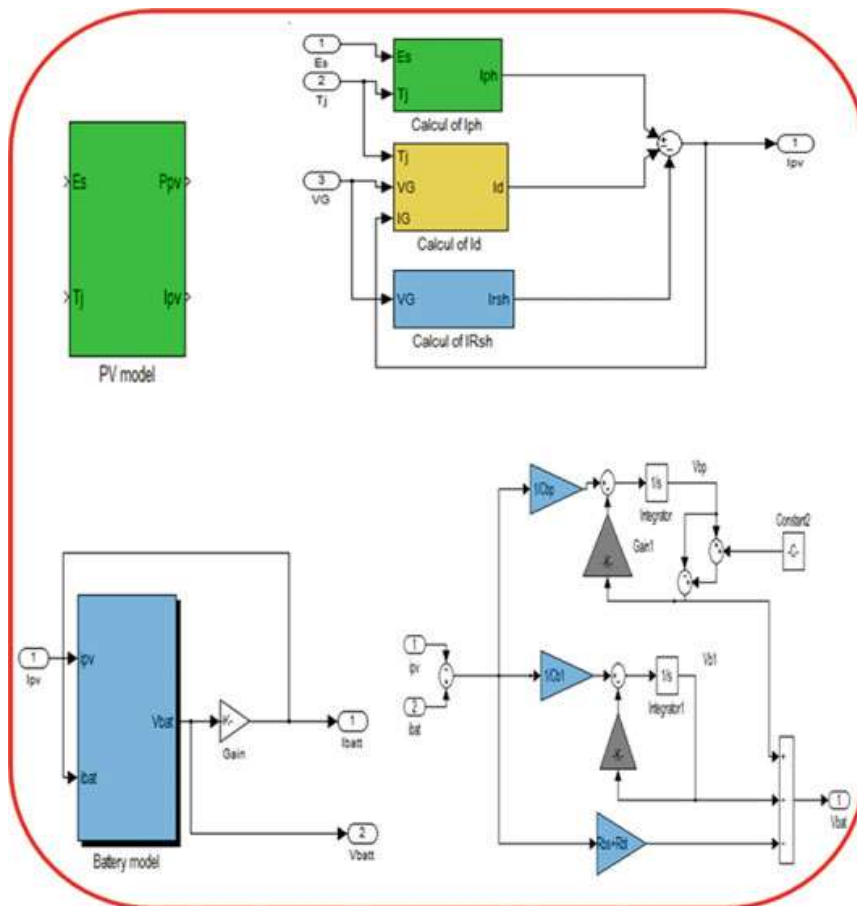 1
Es
2
Tj
3
VG
Es
Tj
Iph
Calcul of Iph
Tj
VG
IG
Id
Calcul of Id
VG
Irsh
Calcul of IRsh
1
Ipv
Es
Tj
Ppv
Ipv
PV model
1
Ipv
ipv
ibat
Vbat
Battery model
-K-
Gain
1
Ibatt
2
Vbatt
1/Cbp
1/s
Integrator
Vbp
-K-
Gain1
Constant2
-C-
1
ipv
2
ibat
1/Cb1
1/s
Integrator1
Vb1
-K-
1
Vbat